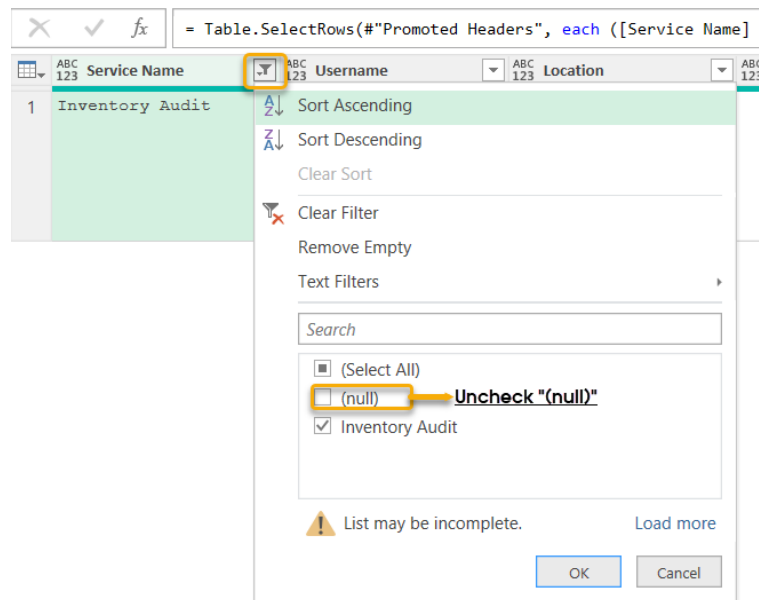 fx = Table.SelectRows(#"Promoted Headers", each ([Service Name]
ABC 123 Service Name ABC 123 Username ABC 123 Location ABC 123
1 Inventory Audit
Sort Ascending
Sort Descending
Clear Sort
Clear Filter
Remove Empty
Text Filters
Search
(Select All)
(null) Uncheck "(null)"
Inventory Audit
List may be incomplete. Load more
OK Cancel